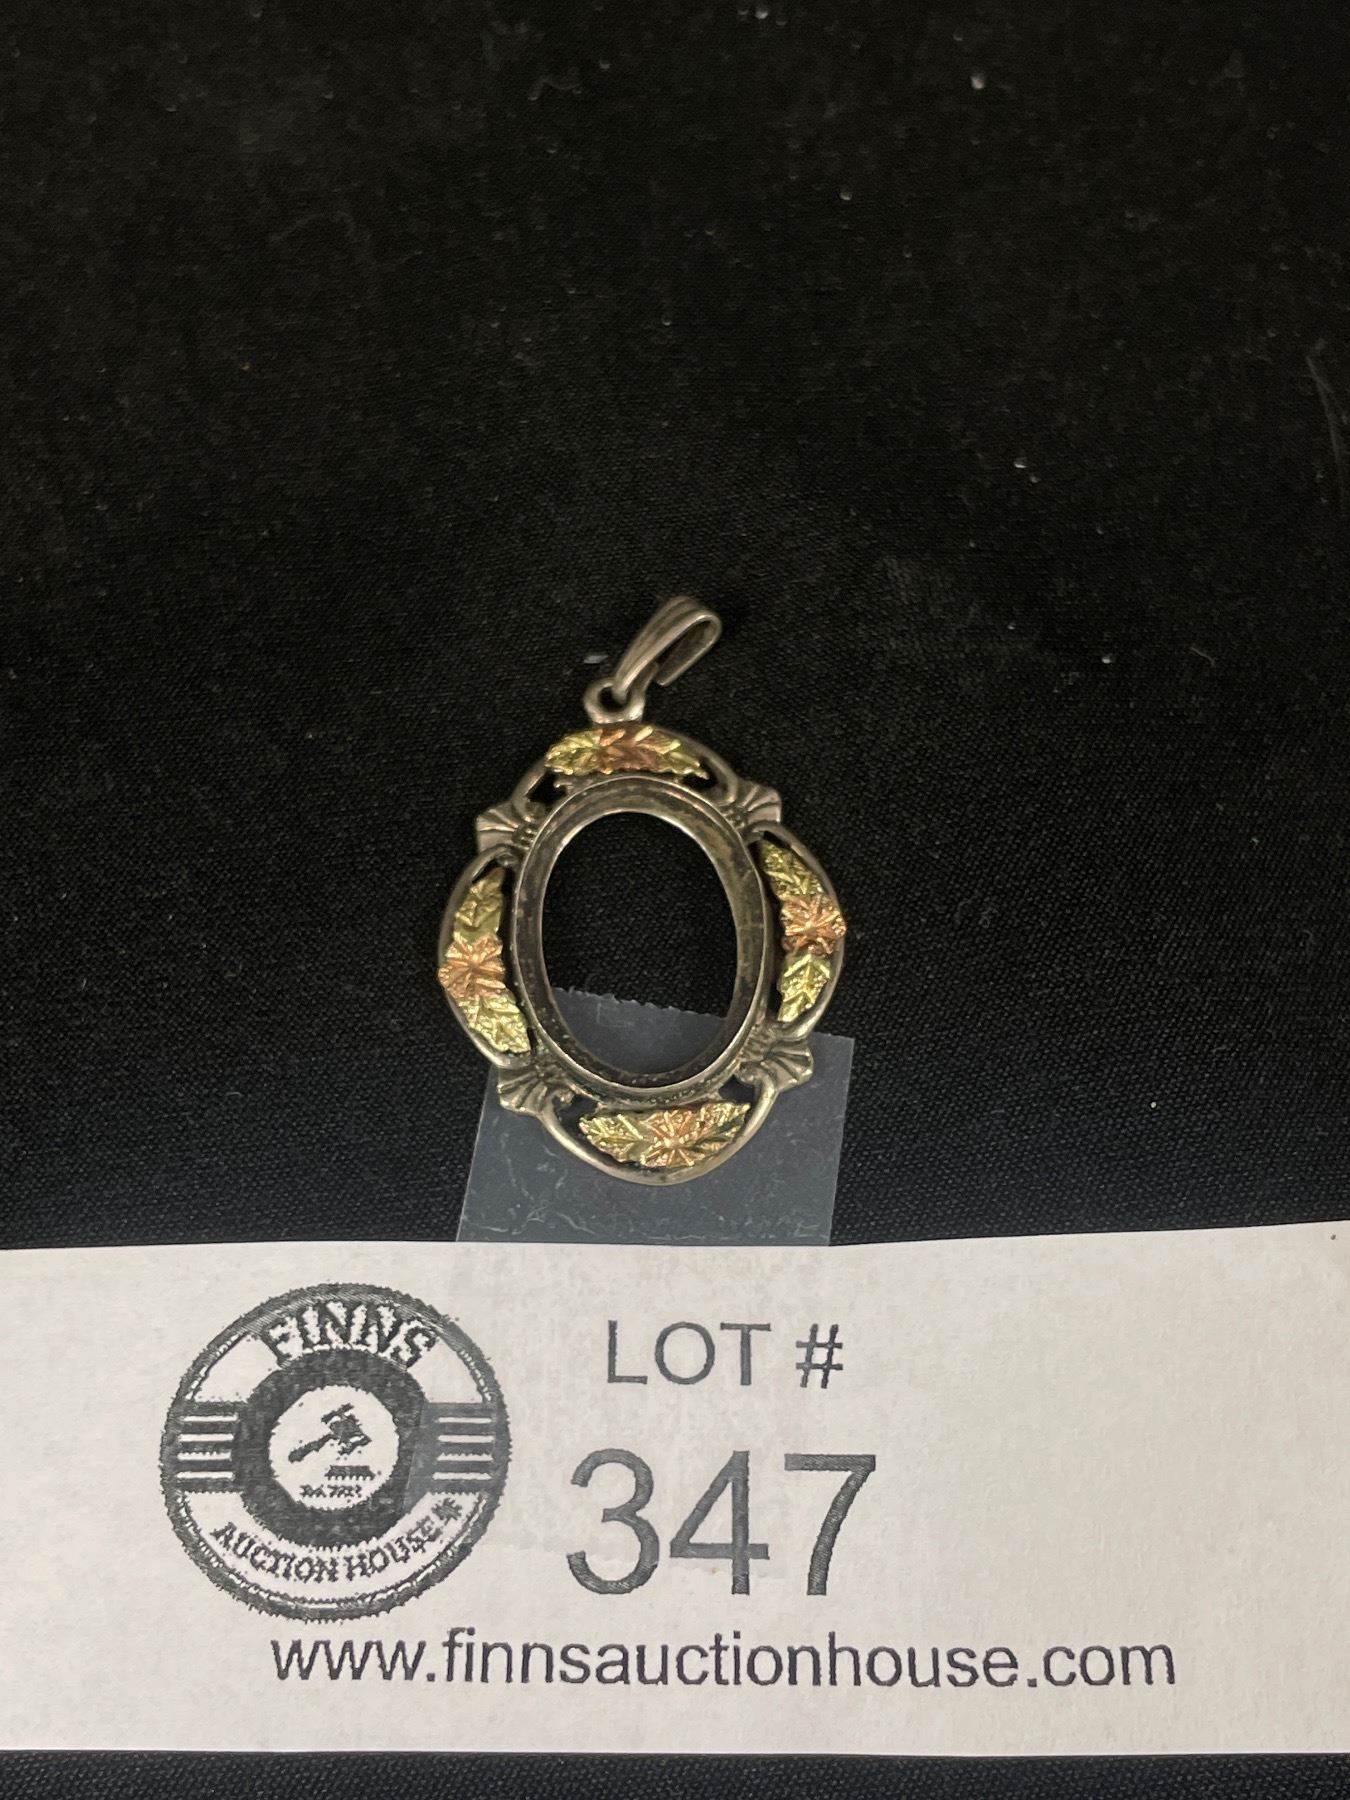 FINNS
AUCTION HOUSE
LOT #
347
www.finnsauctionhouse.com